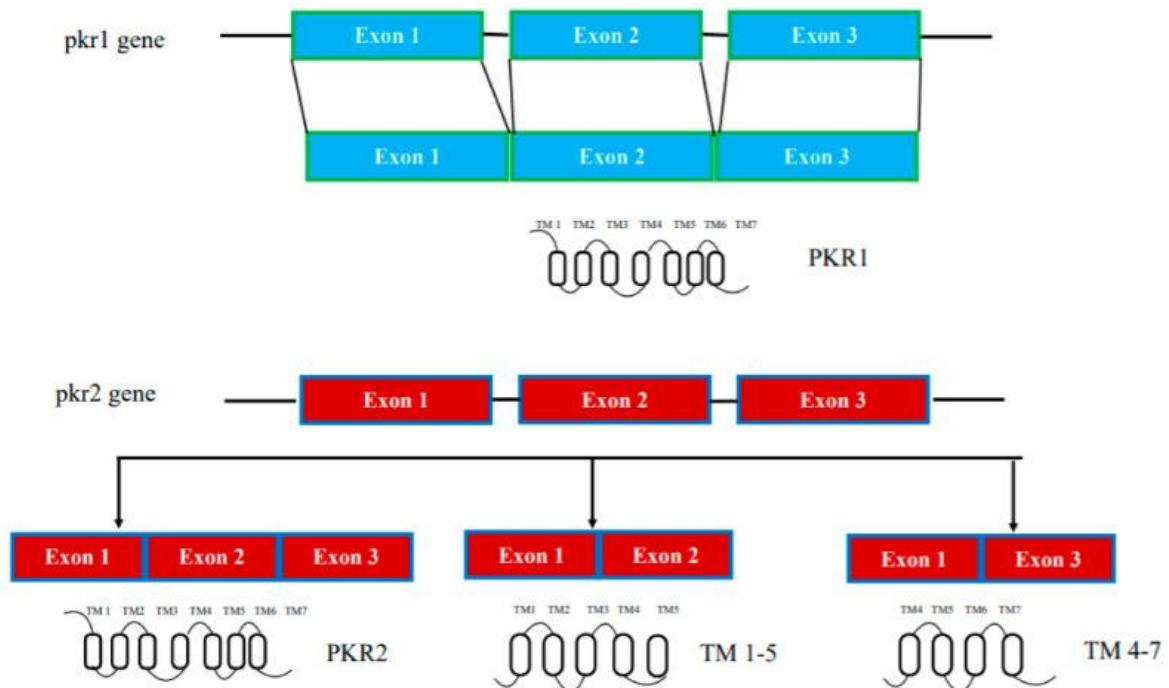 pkr1 gene
Exon 1 Exon 2 Exon 3
Exon 1 Exon 2 Exon 3
TM 1 TM2 TM3 TM4 TM5 TM6 TM7
PKR1
pkr2 gene
Exon 1 Exon 2 Exon 3
Exon 1 Exon 2 Exon 3
Exon 1 Exon 2
Exon 1 Exon 3
TM 1 TM2 TM3 TM4 TM5 TM6 TM7
PKR2
TM1 TM2 TM3 TM4 TM5
TM 1-5
TM4 TM5 TM6 TM7
TM 4-7